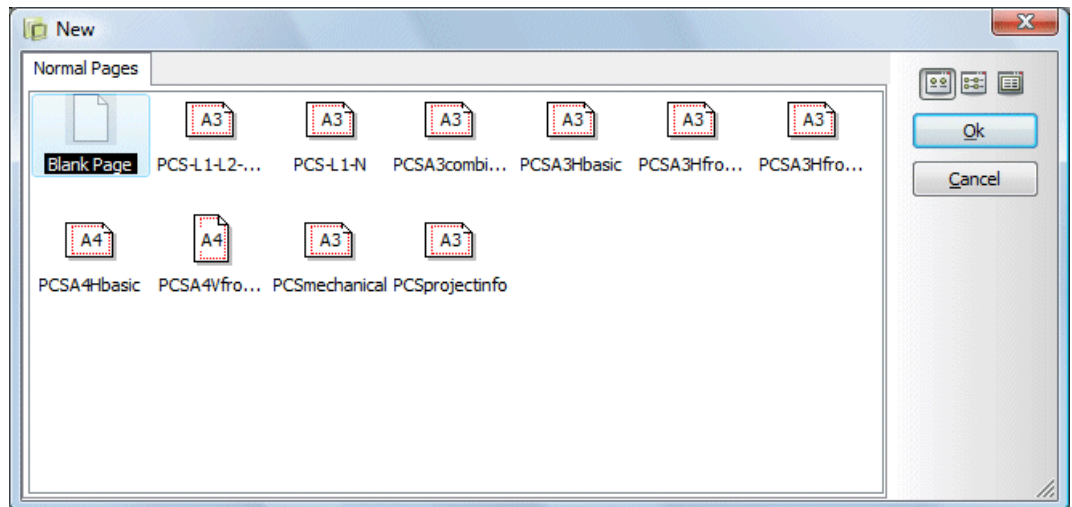 New
Normal Pages
A3 A3 A3 A3 A3 A3
Blank Page PCS-L1-L2-... PCS-L1-N PCSA3combi... PCSA3Hbasic PCSA3Hfro... PCSA3Hfro...
A4 A4 A3 A3
PCSA4Hbasic PCSA4Vfro... PCSmechanical PCSprojectinfo
Ok
Cancel